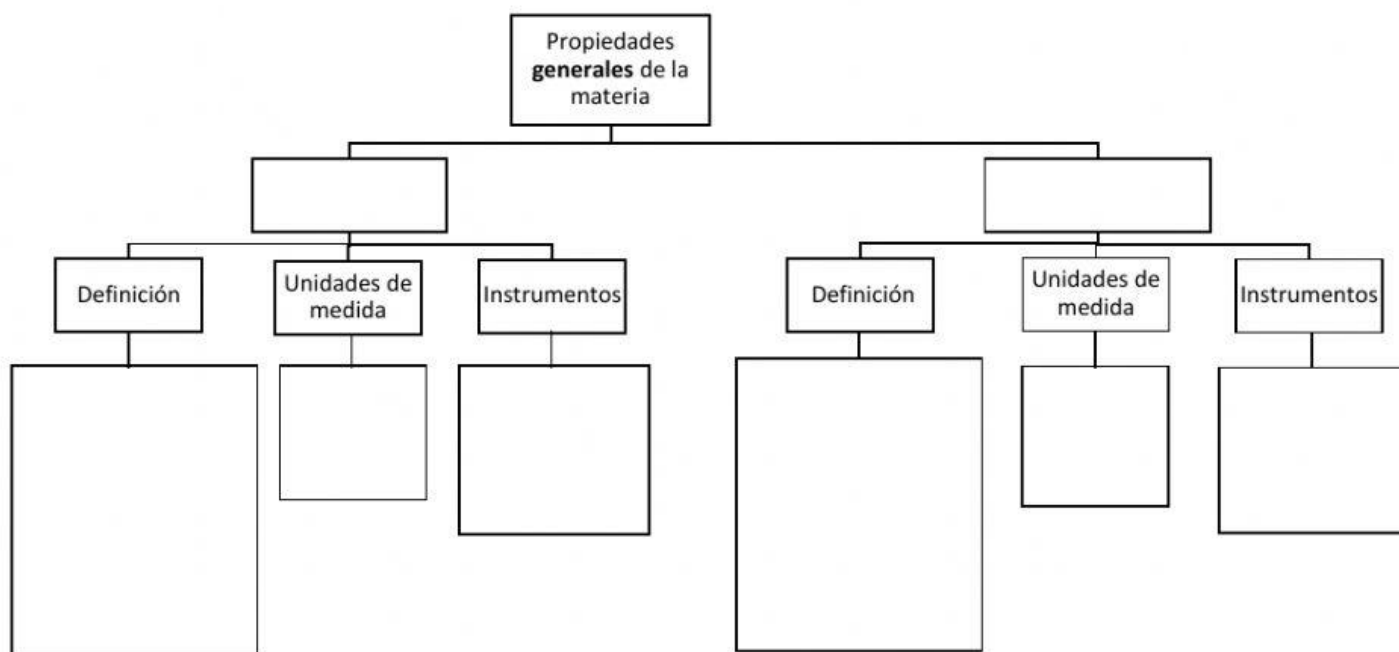 Propiedades
generales de la
materia
Definición
Unidades de
medida
Instrumentos
Definición
Unidades de
medida
Instrumentos